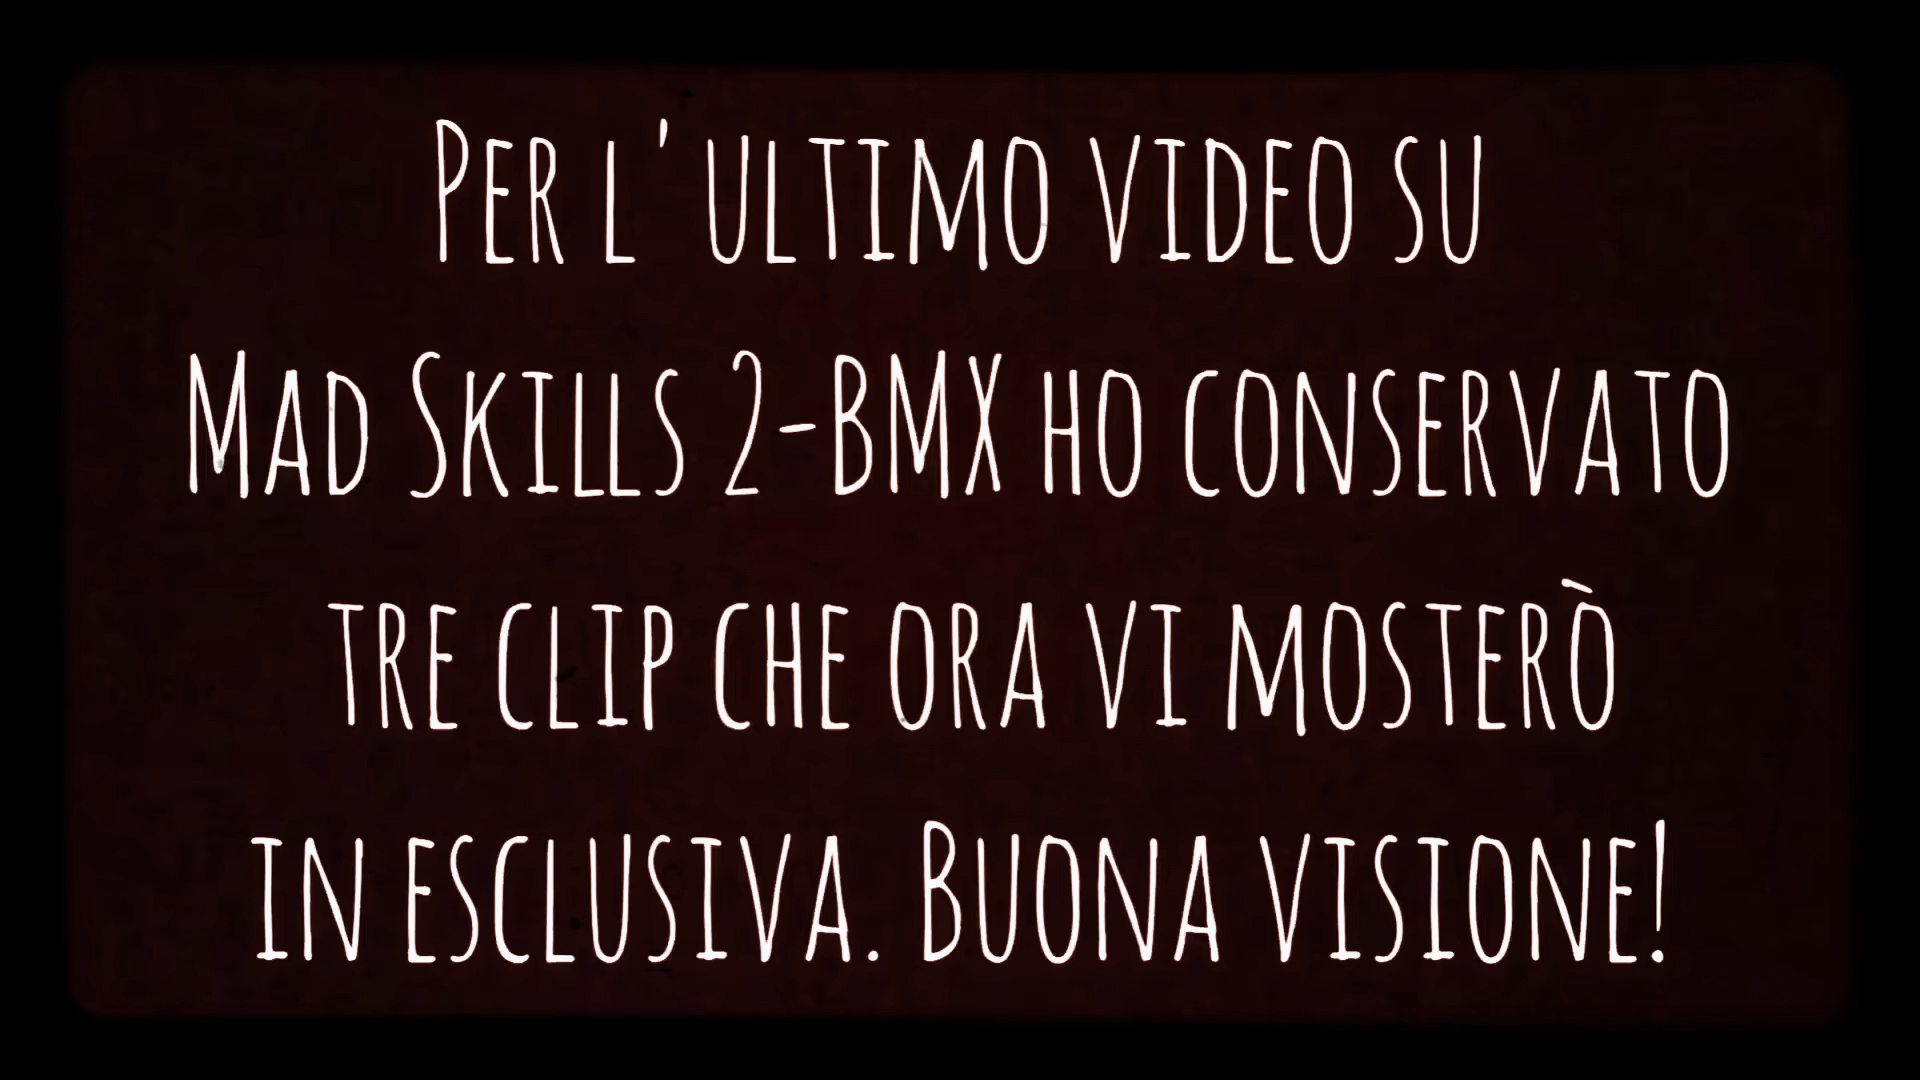 Per l'ultimo video su
Mad Skills 2-BMX ho conservato
tre clip che ora vi mosterò
in esclusiva. Buona visione!